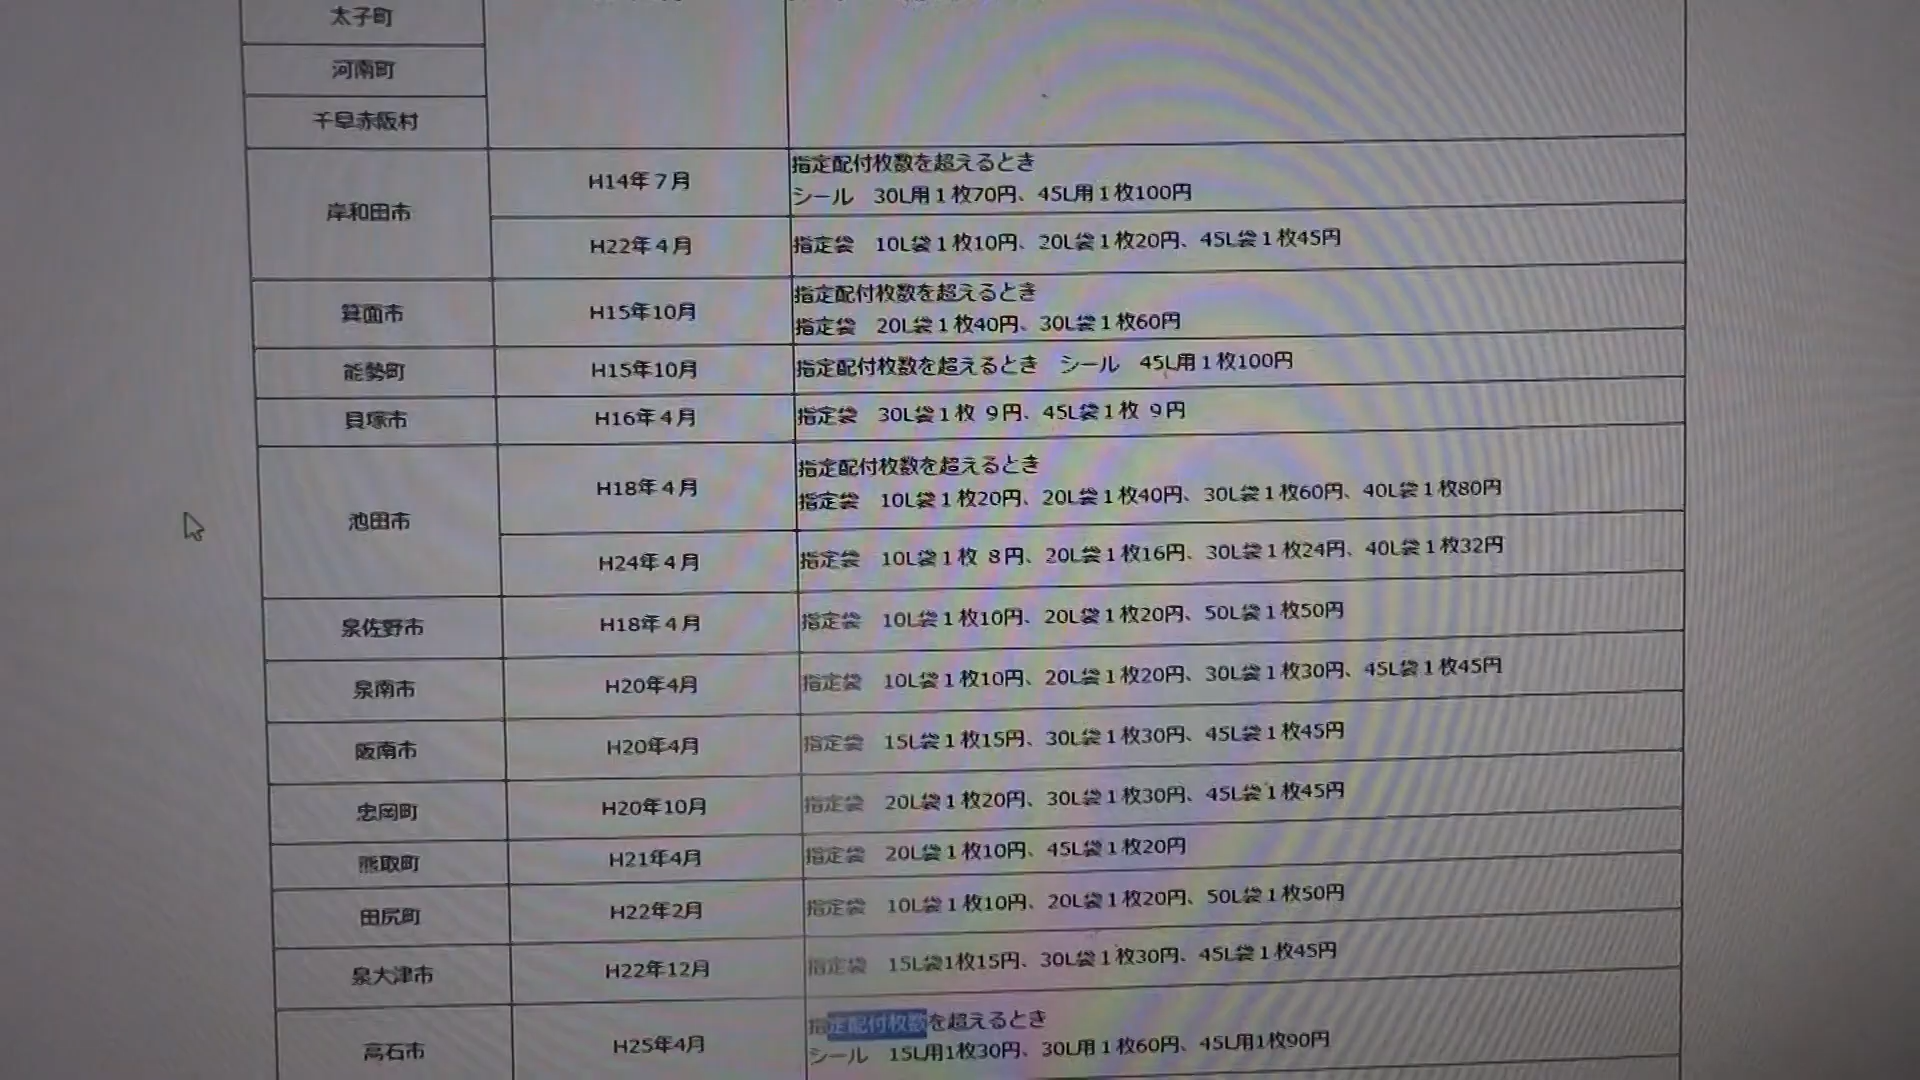 太子町
河南町
千早赤阪村
岸和田市
H14年７月
指定配付枚数を超えるとき
シール　30L用１枚70円、45L用１枚100円
H22年４月
指定袋　10L袋１枚10円、20L袋１枚20円、45L袋１枚45円
箕面市
H15年10月
指定配付枚数を超えるとき
指定袋　20L袋１枚40円、30L袋１枚60円
能勢町
H15年10月
指定配付枚数を超えるとき　シール　45L用１枚100円
貝塚市
H16年４月
指定袋　30L袋１枚 ９円、45L袋１枚 ９円
池田市
H18年４月
指定配付枚数を超えるとき
指定袋　10L袋１枚20円、20L袋１枚40円、30L袋１枚60円、40L袋１枚80円
H24年４月
指定袋　10L袋１枚 ８円、20L袋１枚16円、30L袋１枚24円、40L袋１枚32円
泉佐野市
H18年４月
指定袋　10L袋１枚10円、20L袋１枚20円、50L袋１枚50円
泉南市
H20年4月
指定袋　10L袋１枚10円、20L袋１枚20円、30L袋１枚30円、45L袋１枚45円
阪南市
H20年4月
指定袋　15L袋１枚15円、30L袋１枚30円、45L袋１枚45円
忠岡町
H20年10月
指定袋　20L袋１枚20円、30L袋１枚30円、45L袋１枚45円
熊取町
H21年4月
指定袋　20L袋１枚10円、45L袋１枚20円
田尻町
H22年2月
指定袋　10L袋１枚10円、20L袋１枚20円、50L袋１枚50円
泉大津市
H22年12月
指定袋　15L袋1枚15円、30L袋１枚30円、45L袋１枚45円
高石市
H25年4月
指定配付枚数を超えるとき
シール　15L用1枚30円、30L用１枚60円、45L用1枚90円